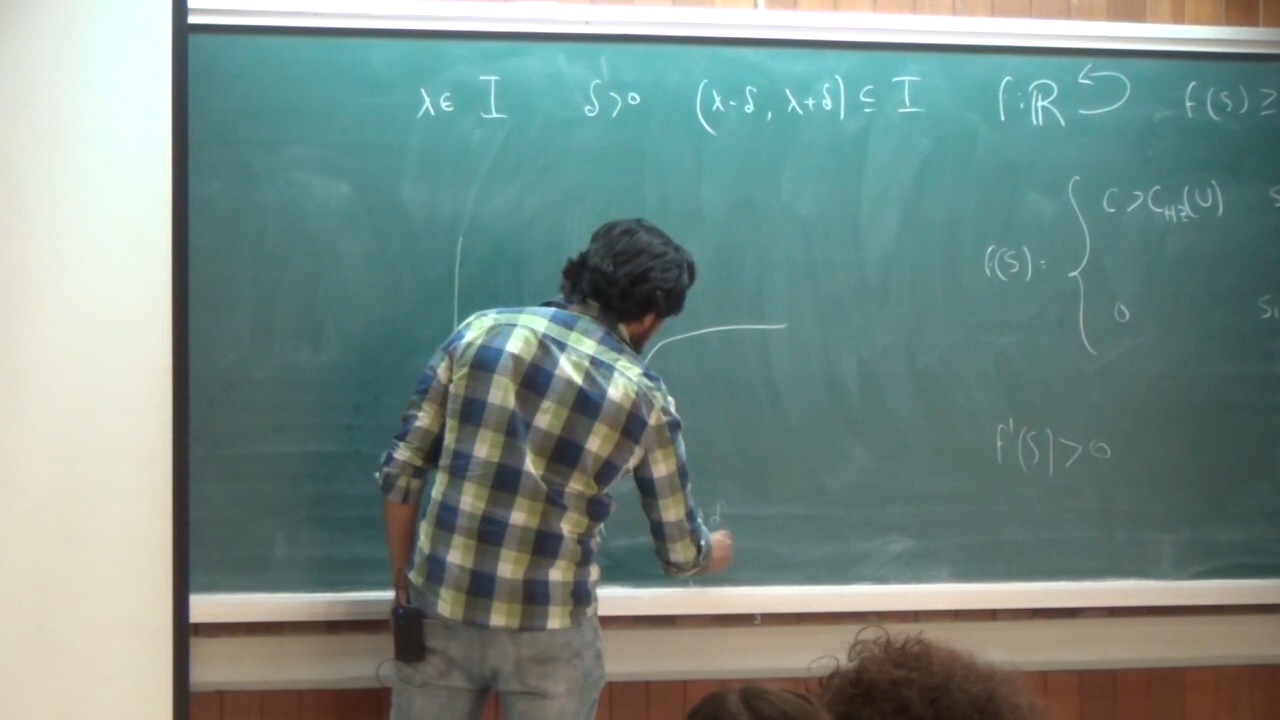 λ ∈ I δ > 0 (λ-δ, λ+δ) ⊆ I f: ℝ ↩ f(s) ≥
f(s) = { C > C_HZ(U)
0
f'(s) > 0